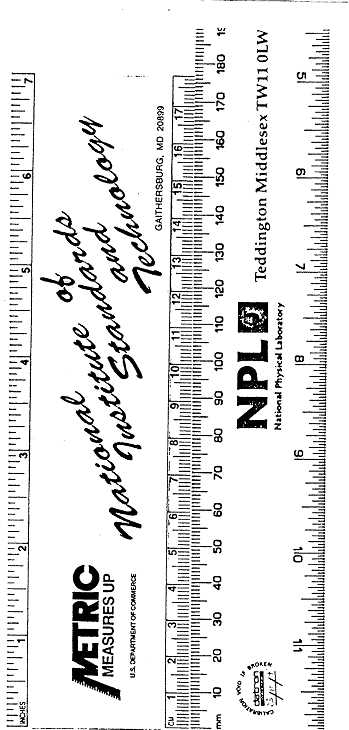 INCHES 1 2 3 4 5 6 7
National
Institute of
Standards
and
Technology
GAITHERSBURG, MD 20899
METRIC
MEASURES UP
U.S. DEPARTMENT OF COMMERCE
CM 1 2 3 4 5 6 7 8 9 10 11 12 13 14 15 16 17
mm 10 20 30 40 50 60 70 80 90 100 110 120 130 140 150 160 170 180
NPL
National Physical Laboratory
Teddington Middlesex TW11 0LW
CALIBRATION VOID IF BROKEN
11 10 9 8 7 6 5